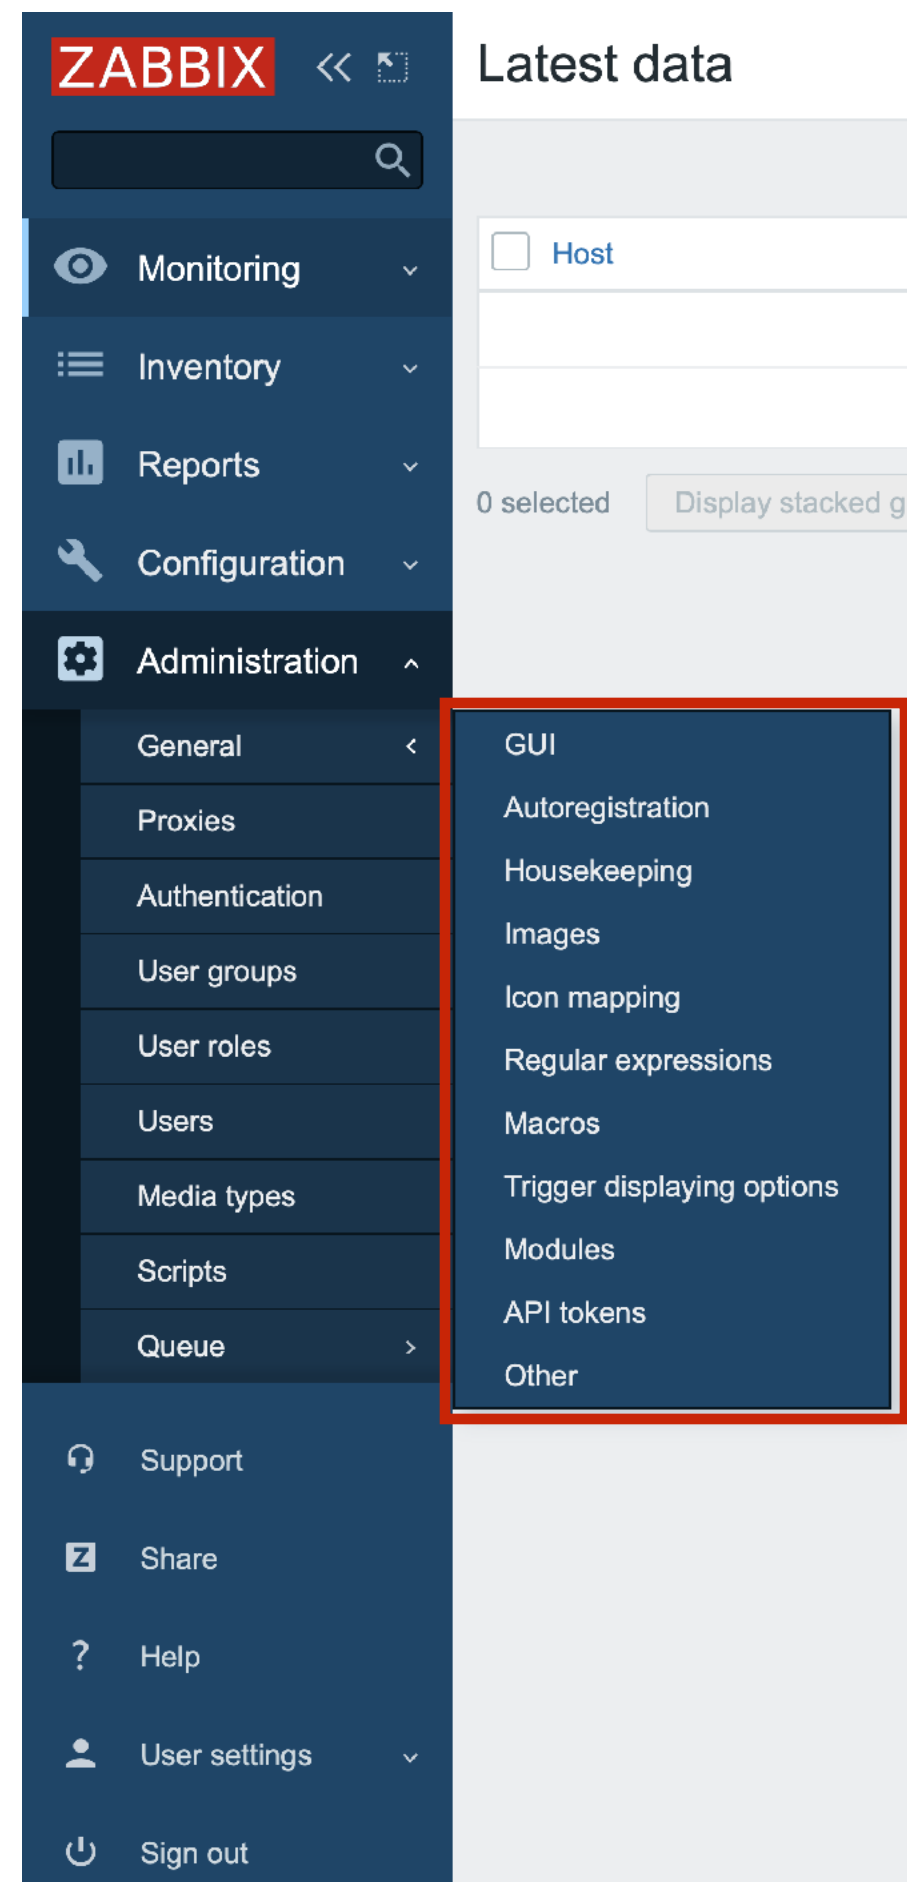 ZABBIX
Latest data
Monitoring
Host
Inventory
Reports
0 selected
Display stacked g
Configuration
Administration
General
Proxies
Authentication
User groups
User roles
Users
Media types
Scripts
Queue
GUI
Autoregistration
Housekeeping
Images
Icon mapping
Regular expressions
Macros
Trigger displaying options
Modules
API tokens
Other
Support
Z
Share
?
Help
User settings
Sign out